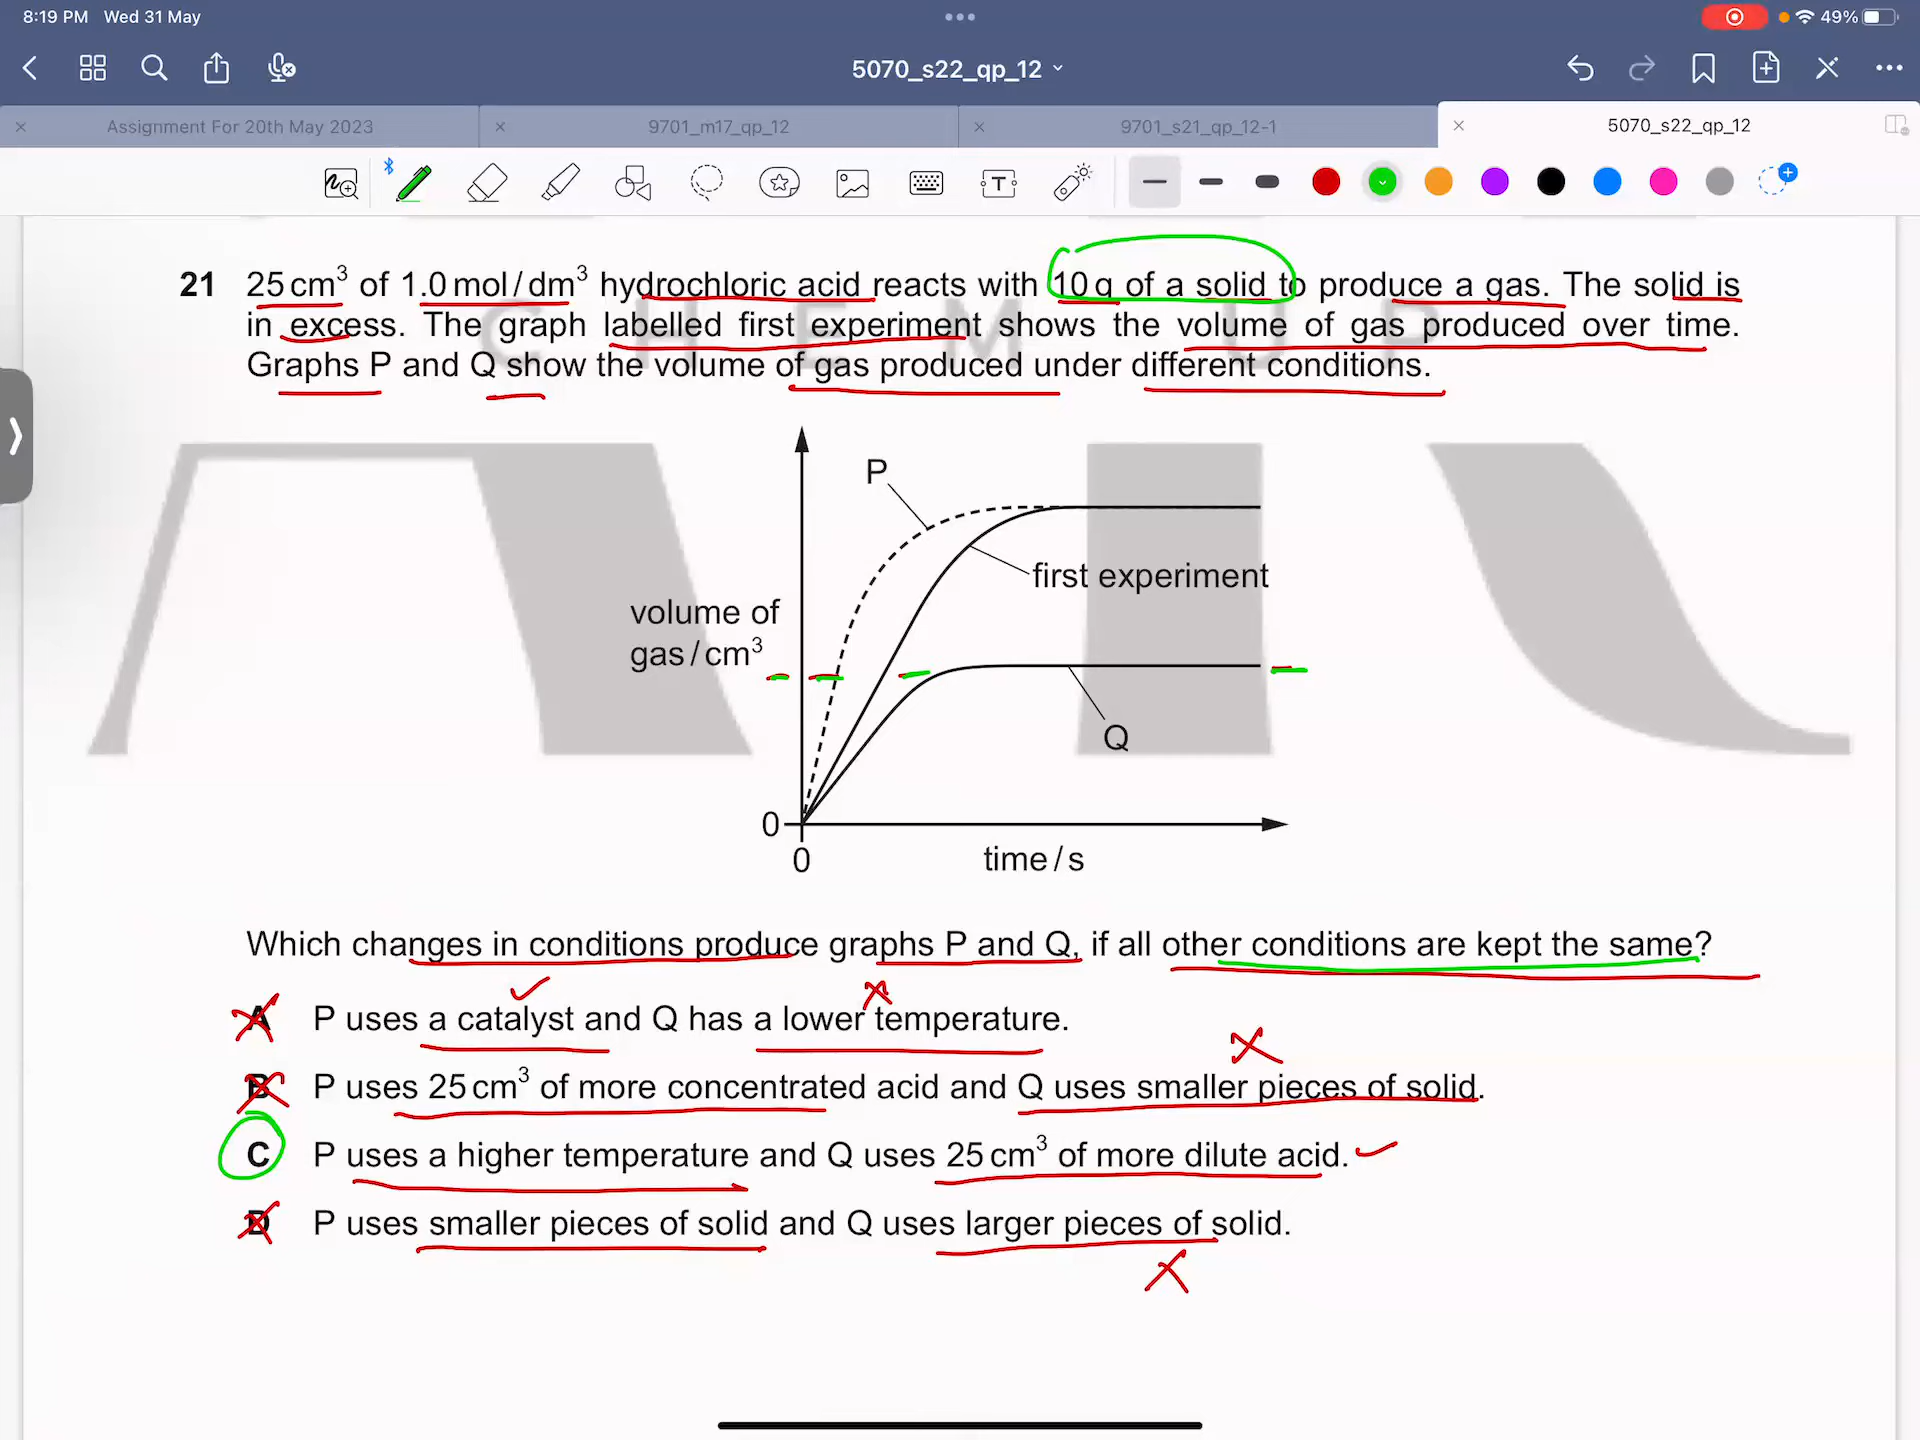 8:19 PM Wed 31 May
49%
5070_s22_qp_12
Assignment For 20th May 2023
9701_m17_qp_12
9701_s21_qp_12-1
5070_s22_qp_12
CHEM UP
21 25 cm³ of 1.0 mol/dm³ hydrochloric acid reacts with 10 g of a solid to produce a gas. The solid is
in excess. The graph labelled first experiment shows the volume of gas produced over time.
Graphs P and Q show the volume of gas produced under different conditions.
P
first experiment
volume of
gas/cm³
Q
0
0
time/s
Which changes in conditions produce graphs P and Q, if all other conditions are kept the same?
A P uses a catalyst and Q has a lower temperature.
B P uses 25 cm³ of more concentrated acid and Q uses smaller pieces of solid.
C P uses a higher temperature and Q uses 25 cm³ of more dilute acid.
D P uses smaller pieces of solid and Q uses larger pieces of solid.